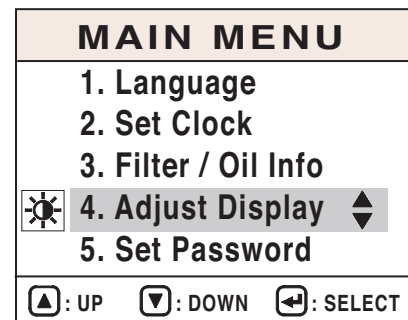 MAIN MENU
1. Language
2. Set Clock
3. Filter / Oil Info
4. Adjust Display
5. Set Password
: UP : DOWN : SELECT